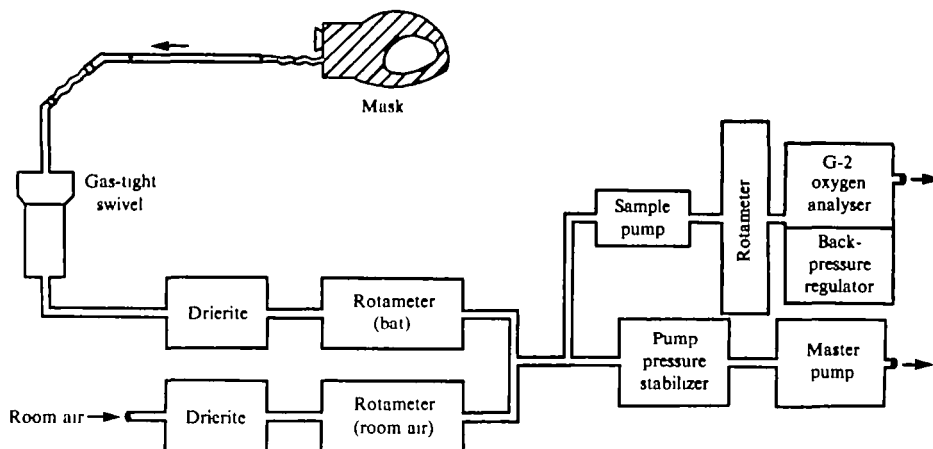 Mask
Gas-tight
swivel
G-2
oxygen
analyser
Sample
pump
Rotameter
Back-
pressure
regulator
Drierite
Rotameter
(bat)
Pump
pressure
stabilizer
Master
pump
Room air
Drierite
Rotameter
(room air)